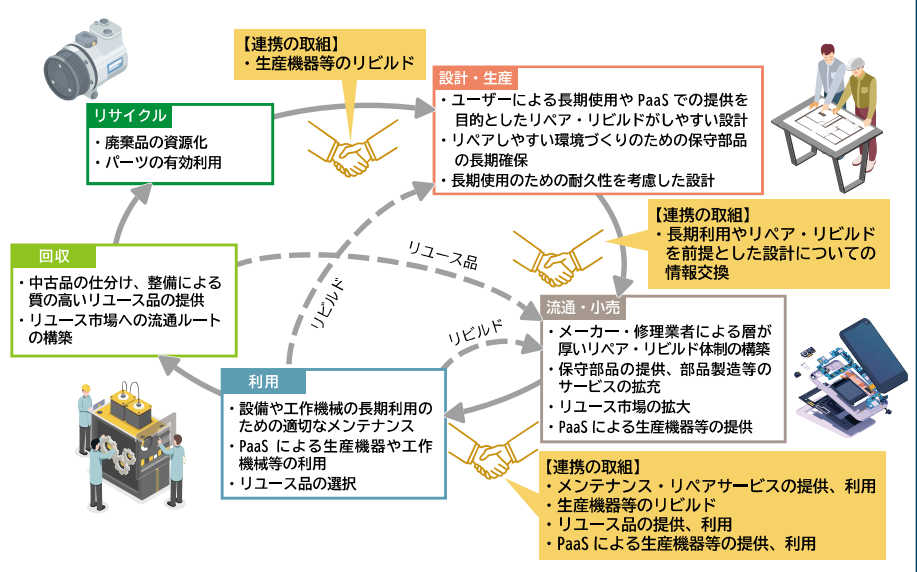 【連携の取組】
・生産機器等のリビルド
設計・生産
・ユーザーによる長期使用や PaaS での提供を
目的としたリペア・リビルドがしやすい設計
・リペアしやすい環境づくりのための保守部品
の長期確保
・長期使用のための耐久性を考慮した設計
リサイクル
・廃棄品の資源化
・パーツの有効利用
【連携の取組】
・長期利用やリペア・リビルド
を前提とした設計についての
情報交換
回収
・中古品の仕分け、整備による
質の高いリユース品の提供
・リユース市場への流通ルート
の構築
リユース品
リビルド
リビルド
流通・小売
・メーカー・修理業者による層が
厚いリペア・リビルド体制の構築
・保守部品の提供、部品製造等の
サービスの拡充
・リユース市場の拡大
・PaaS による生産機器等の提供
利用
・設備や工作機械の長期利用の
ための適切なメンテナンス
・PaaS による生産機器や工作
機械等の利用
・リユース品の選択
【連携の取組】
・メンテナンス・リペアサービスの提供、利用
・生産機器等のリビルド
・リユース品の提供、利用
・PaaS による生産機器等の提供、利用